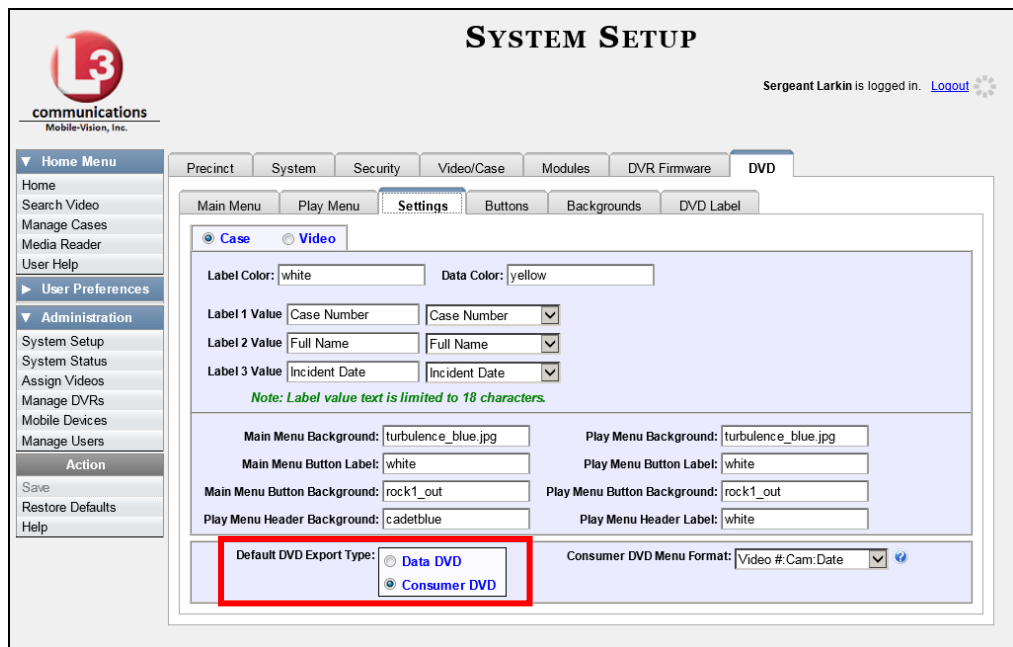 SYSTEM SETUP
L3
communications
Mobile-Vision, Inc.
Sergeant Larkin is logged in. Logout
Home Menu
Home
Search Video
Manage Cases
Media Reader
User Help
User Preferences
Administration
System Setup
System Status
Assign Videos
Manage DVRs
Mobile Devices
Manage Users
Action
Save
Restore Defaults
Help
Precinct System Security Video/Case Modules DVR Firmware DVD
Main Menu Play Menu Settings Buttons Backgrounds DVD Label
Case Video
Label Color: white Data Color: yellow
Label 1 Value Case Number Case Number
Label 2 Value Full Name Full Name
Label 3 Value Incident Date Incident Date
Note: Label value text is limited to 18 characters.
Main Menu Background: turbulence_blue.jpg Play Menu Background: turbulence_blue.jpg
Main Menu Button Label: white Play Menu Button Label: white
Main Menu Button Background: rock1_out Play Menu Button Background: rock1_out
Play Menu Header Background: cadetblue Play Menu Header Label: white
Default DVD Export Type: Data DVD Consumer DVD Menu Format: Video #:Cam:Date ?
Consumer DVD